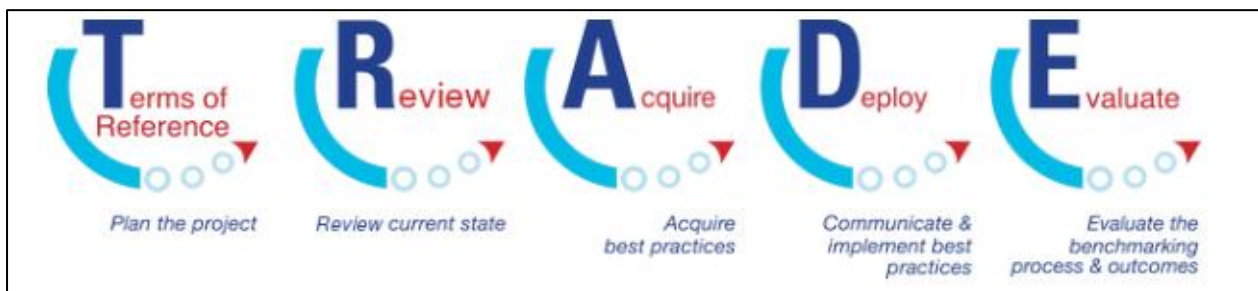 Terms of
Reference
Review
Acquire
Deploy
Evaluate
Plan the project
Review current state
Acquire
best practices
Communicate &
implement best
practices
Evaluate the
benchmarking
process & outcomes